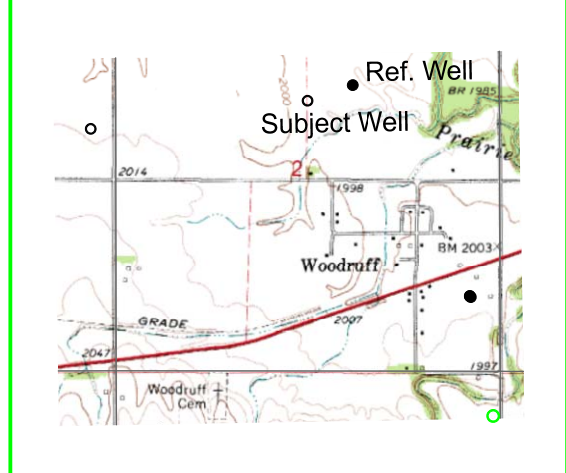 Ref. Well
BR 1985
2000
Subject Well
Prairie
2014
2
1998
BM 2003
Woodruff
GRADE
2007
2047
1997
Woodruff
Cem